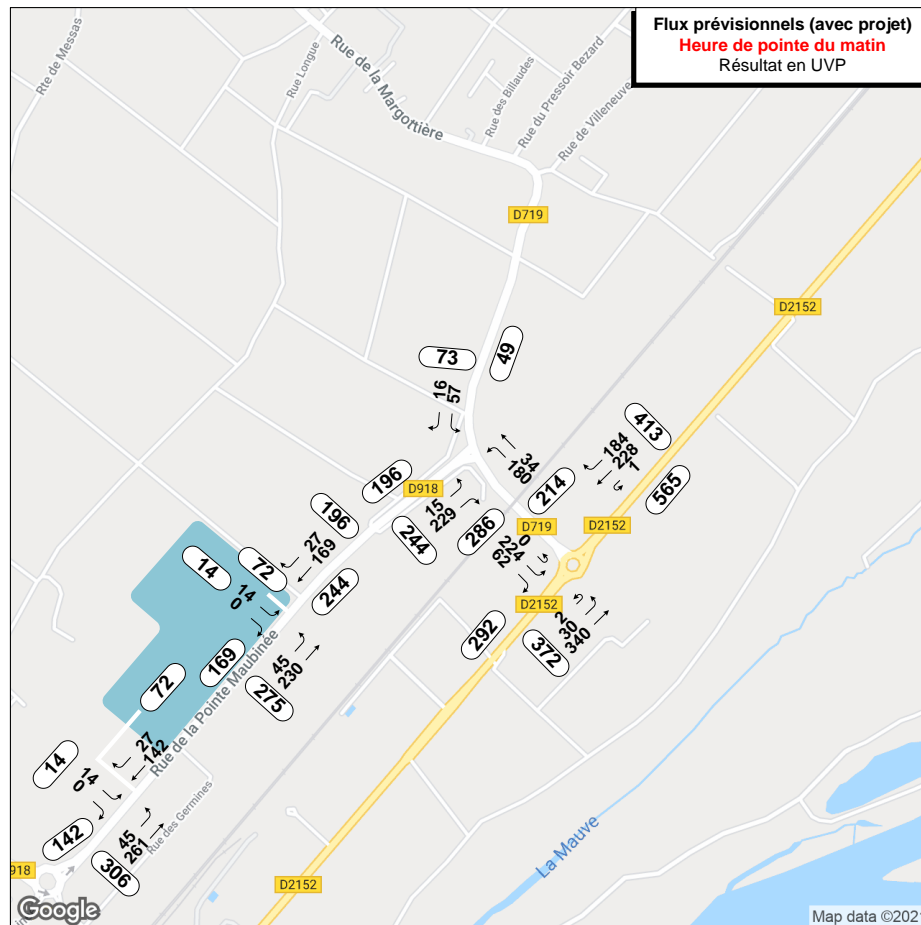 Flux prévisionnels (avec projet)
Heure de pointe du matin
Résultat en UVP
Rte de Messas
Rue Longue
Rue de la Margottière
Rue des Billaudes
Rue du Pressoir Bezard
Rue de Villeneuve
D719
D2152
73
49
16
57
34
180
413
184
228
1
565
196
D918
15
229
244
214
286
D719
D2152
0
224
62
196
27
169
72
14
14
0
244
D2152
2
30
340
292
372
169
45
230
275
72
Rue de la Pointe Maubinée
27
142
14
14
0
142
45
261
306
Rue des Germines
918
D2152
La Mauve
Google
Map data ©2021